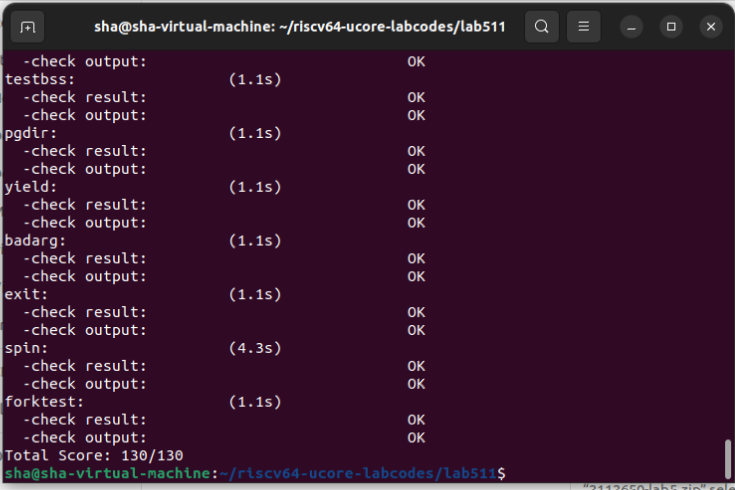 sha@sha-virtual-machine: ~/riscv64-ucore-labcodes/lab511
-check output: OK
testbss: (1.1s)
-check result: OK
-check output: OK
pgdir: (1.1s)
-check result: OK
-check output: OK
yield: (1.1s)
-check result: OK
-check output: OK
badarg: (1.1s)
-check result: OK
-check output: OK
exit: (1.1s)
-check result: OK
-check output: OK
spin: (4.3s)
-check result: OK
-check output: OK
forktest: (1.1s)
-check result: OK
-check output: OK
Total Score: 130/130
sha@sha-virtual-machine:~/riscv64-ucore-labcodes/lab511$